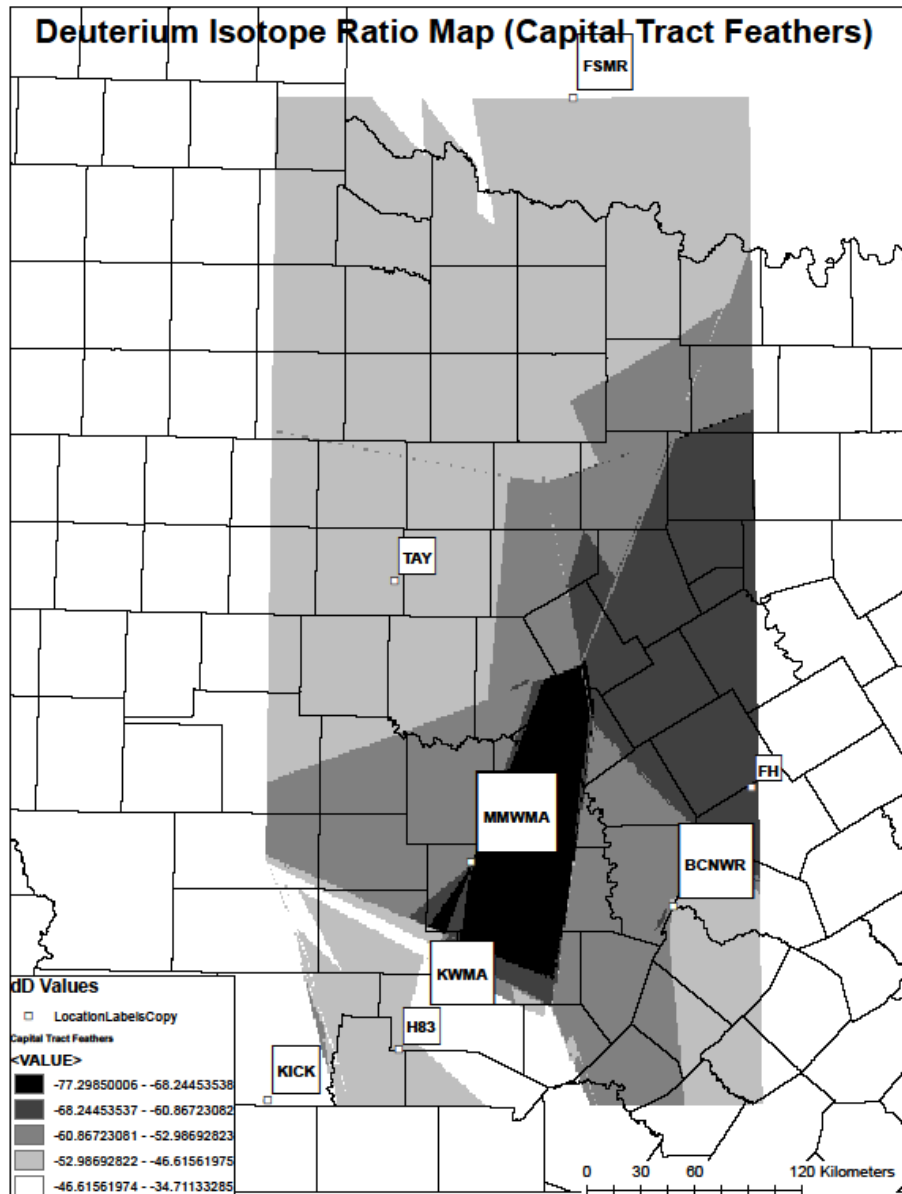 Deuterium Isotope Ratio Map (Capital Tract Feathers)
FSMR
TAY
FH
MMWMA
BCNWR
KWMA
H83
KICK
dD Values
LocationLabelsCopy
Capital Tract Feathers
<VALUE>
-77.29850006 - -68.24453538
-68.24453537 - -60.86723082
-60.86723081 - -52.98692823
-52.98692822 - -46.61561975
-46.61561974 - -34.71133285
0 30 60 120 Kilometers